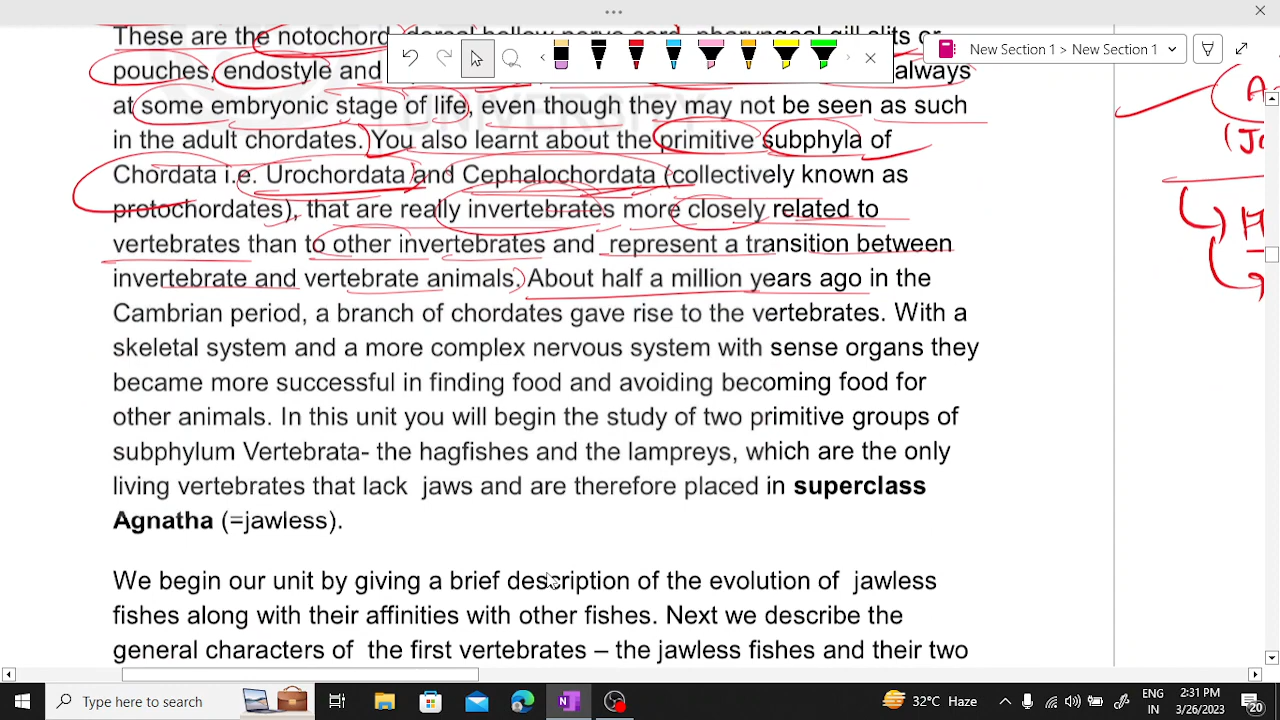 These are the notochord, dorsal hollow nerve cord, pharyngeal gill slits or
New Section 1 > New Section 1
pouches, endostyle and always
at some embryonic stage of life, even though they may not be seen as such
UNIVERSITY
in the adult chordates. You also learnt about the primitive subphyla of
Chordata i.e. Urochordata and Cephalochordata (collectively known as
protochordates), that are really invertebrates more closely related to
vertebrates than to other invertebrates and represent a transition between
invertebrate and vertebrate animals. About half a million years ago in the
Cambrian period, a branch of chordates gave rise to the vertebrates. With a
skeletal system and a more complex nervous system with sense organs they
became more successful in finding food and avoiding becoming food for
other animals. In this unit you will begin the study of two primitive groups of
subphylum Vertebrata- the hagfishes and the lampreys, which are the only
living vertebrates that lack jaws and are therefore placed in superclass
Agnatha (=jawless).
We begin our unit by giving a brief description of the evolution of jawless
fishes along with their affinities with other fishes. Next we describe the
general characters of the first vertebrates – the jawless fishes and their two
Type here to search
32°C Haze
ENG
IN
2:31 PM
3/26/2023
20